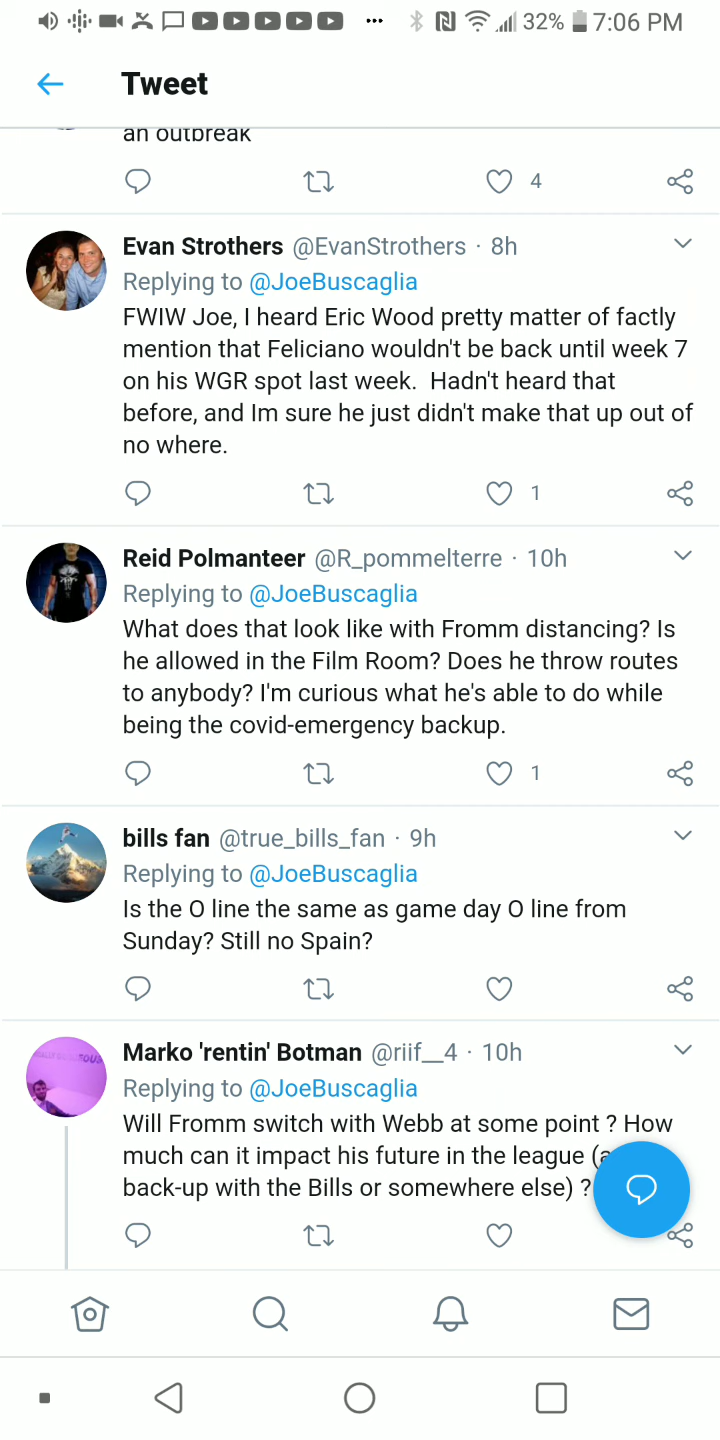 32% 7:06 PM
Tweet
an outbreak
4
Evan Strothers @EvanStrothers · 8h
Replying to @JoeBuscaglia
FWIW Joe, I heard Eric Wood pretty matter of factly
mention that Feliciano wouldn't be back until week 7
on his WGR spot last week.  Hadn't heard that
before, and Im sure he just didn't make that up out of
no where.
1
Reid Polmanteer @R_pommelterre · 10h
Replying to @JoeBuscaglia
What does that look like with Fromm distancing? Is
he allowed in the Film Room? Does he throw routes
to anybody? I'm curious what he's able to do while
being the covid-emergency backup.
1
bills fan @true_bills_fan · 9h
Replying to @JoeBuscaglia
Is the O line the same as game day O line from
Sunday? Still no Spain?
Marko 'rentin' Botman @riif__4 · 10h
Replying to @JoeBuscaglia
Will Fromm switch with Webb at some point ? How
much can it impact his future in the league (
back-up with the Bills or somewhere else) ?